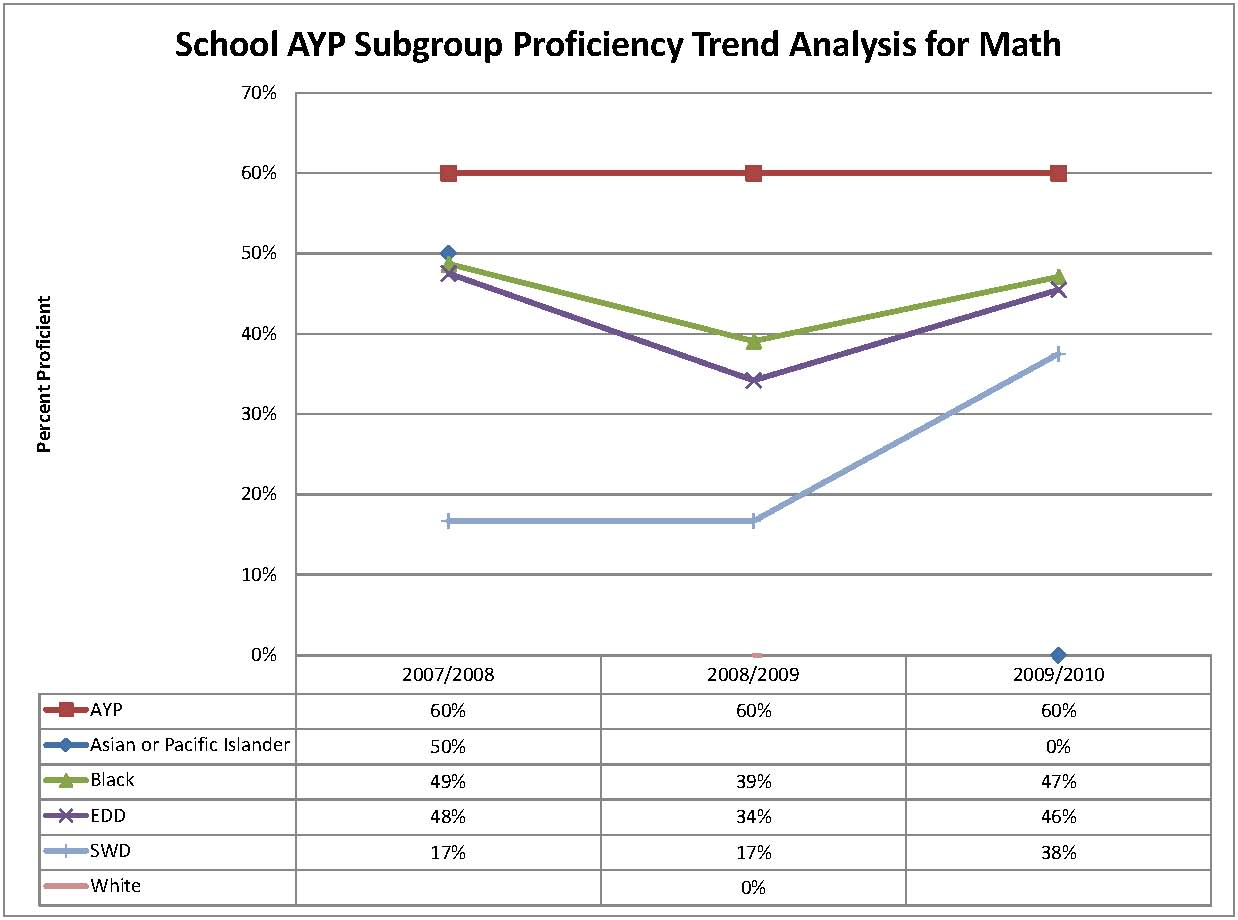 School AYP Subgroup Proficiency Trend Analysis for Math
70%
60%
50%
40%
30%
20%
10%
0%
Percent Proficient
2007/2008 2008/2009 2009/2010
AYP 60% 60% 60%
Asian or Pacific Islander 50% 0%
Black 49% 39% 47%
EDD 48% 34% 46%
SWD 17% 17% 38%
White 0%